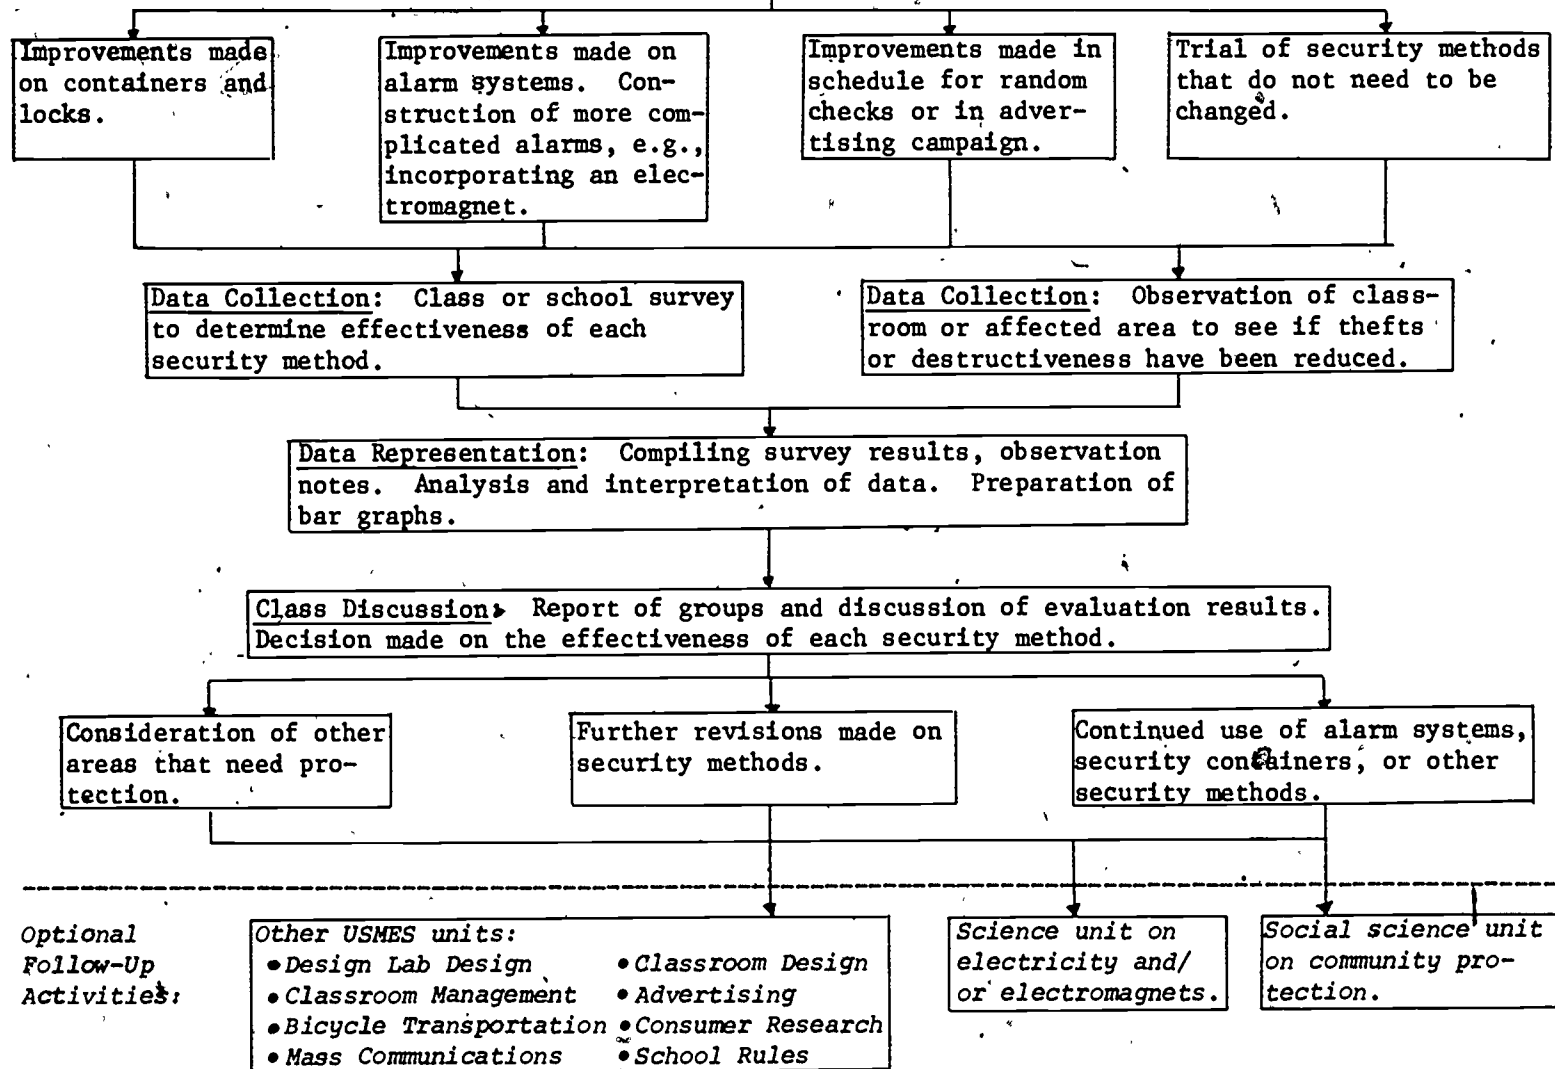 Improvements made
on containers and
locks.
Improvements made on
alarm systems. Con-
struction of more com-
plicated alarms, e.g.,
incorporating an elec-
tromagnet.
Improvements made in
schedule for random
checks or in adver-
tising campaign.
Trial of security methods
that do not need to be
changed.
Data Collection: Class or school survey
to determine effectiveness of each
security method.
Data Collection: Observation of class-
room or affected area to see if thefts
or destructiveness have been reduced.
Data Representation: Compiling survey results, observation
notes. Analysis and interpretation of data. Preparation of
bar graphs.
Class Discussion: Report of groups and discussion of evaluation results.
Decision made on the effectiveness of each security method.
Consideration of other
areas that need pro-
tection.
Further revisions made on
security methods.
Continued use of alarm systems,
security containers, or other
security methods.
Optional
Follow-Up
Activities:
Other USMES units:
• Design Lab Design
• Classroom Management
• Bicycle Transportation
• Mass Communications
• Classroom Design
• Advertising
• Consumer Research
• School Rules
Science unit on
electricity and/
or electromagnets.
Social science unit
on community pro-
tection.